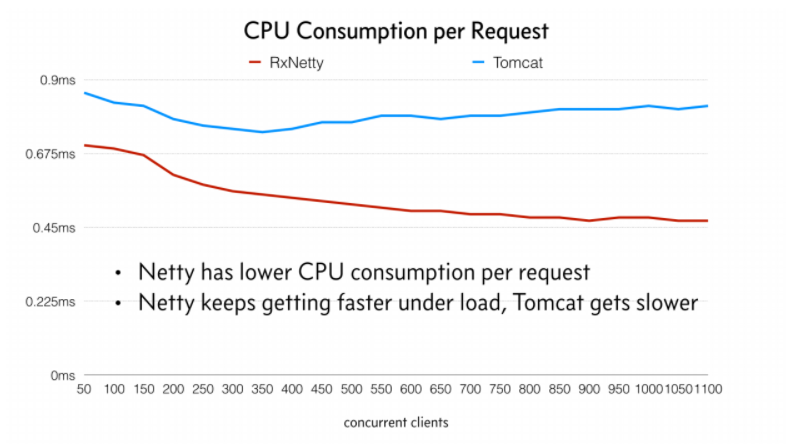 CPU Consumption per Request
RxNetty
Tomcat
0.9ms
0.675ms
0.45ms
• Netty has lower CPU consumption per request
0.225ms
• Netty keeps getting faster under load, Tomcat gets slower
0ms
50 100 150 200 250 300 350 400 450 500 550 600 650 700 750 800 850 900 950 1000 1050 1100
concurrent clients